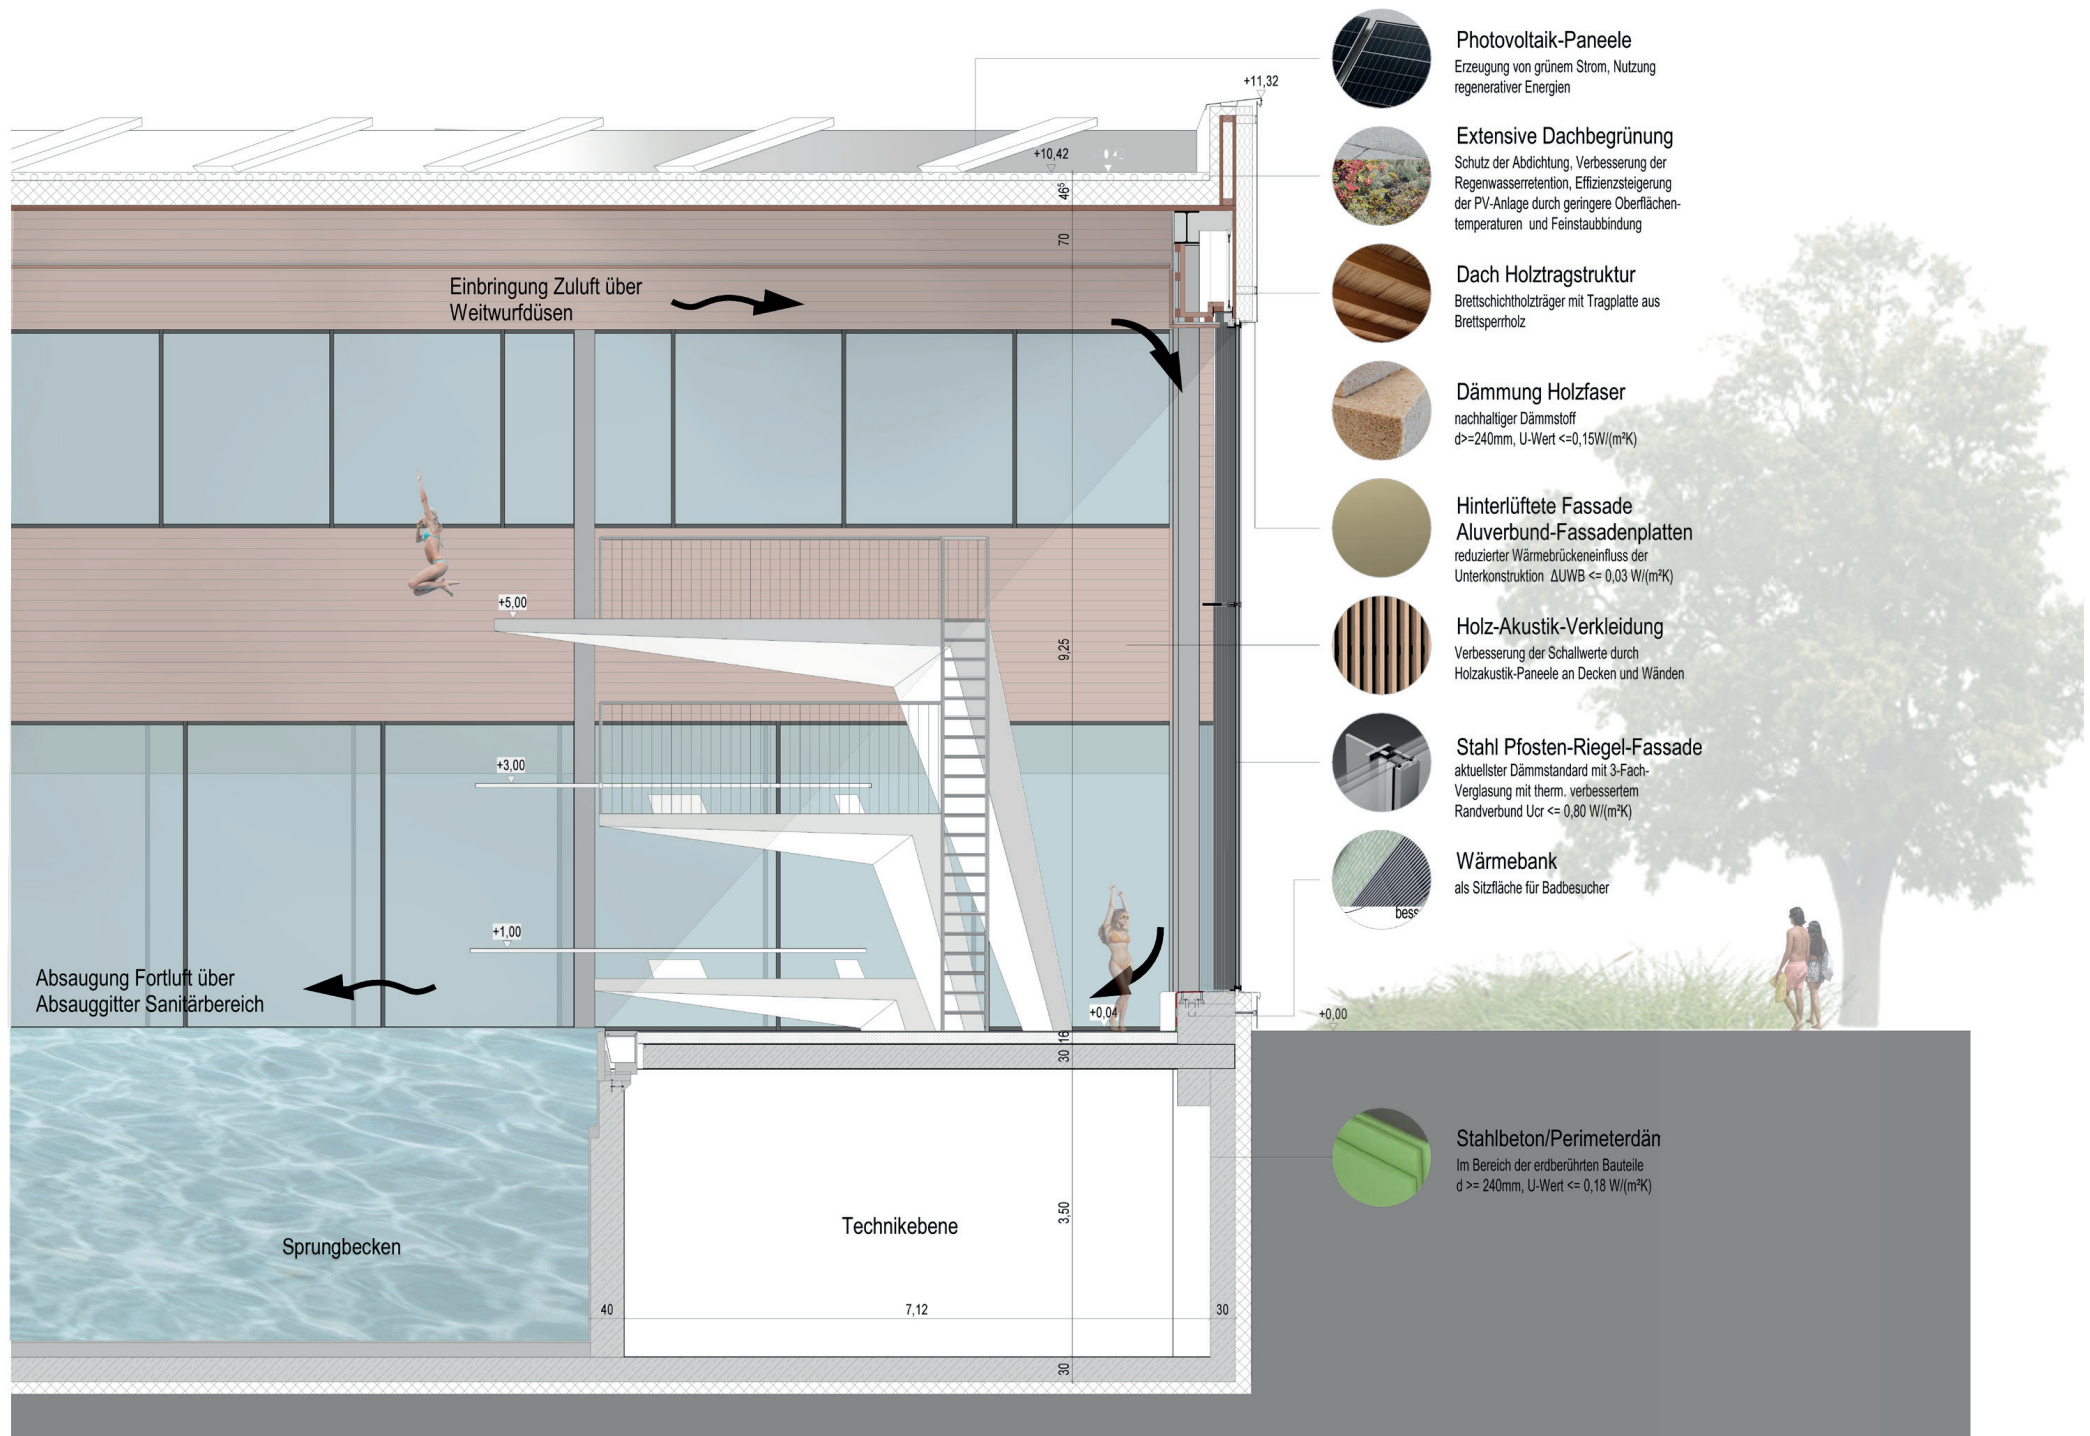 Photovoltaik-Paneele
Erzeugung von grünem Strom, Nutzung
regenerativer Energien
+11,32
Extensive Dachbegrünung
Schutz der Abdichtung, Verbesserung der
Regenwasserretention, Effizienzsteigerung
der PV-Anlage durch geringere Oberflächen-
temperaturen und Feinstaubbindung
+10,42
46⁵
70
Dach Holztragstruktur
Brettschichtholzträger mit Tragplatte aus
Brettsperrholz
Einbringung Zuluft über
Weitwurfdüsen
Dämmung Holzfaser
nachhaltiger Dämmstoff
d>=240mm, U-Wert <=0,15W/(m²K)
Hinterlüftete Fassade
Aluverbund-Fassadenplatten
reduzierter Wärmebrückeneinfluss der
Unterkonstruktion ΔUWB <= 0,03 W/(m²K)
+5,00
9,25
Holz-Akustik-Verkleidung
Verbesserung der Schallwerte durch
Holzakustik-Paneele an Decken und Wänden
+3,00
Stahl Pfosten-Riegel-Fassade
aktuellster Dämmstandard mit 3-Fach-
Verglasung mit therm. verbessertem
Randverbund Ucr <= 0,80 W/(m²K)
Wärmebank
als Sitzfläche für Badbesucher
bess
+1,00
Absaugung Fortluft über
Absauggitter Sanitärbereich
+0,04
+0,00
16
30
Stahlbeton/Perimeterdän
Im Bereich der erdberührten Bauteile
d >= 240mm, U-Wert <= 0,18 W/(m²K)
3,50
Technikebene
Sprungbecken
40
7,12
30
30